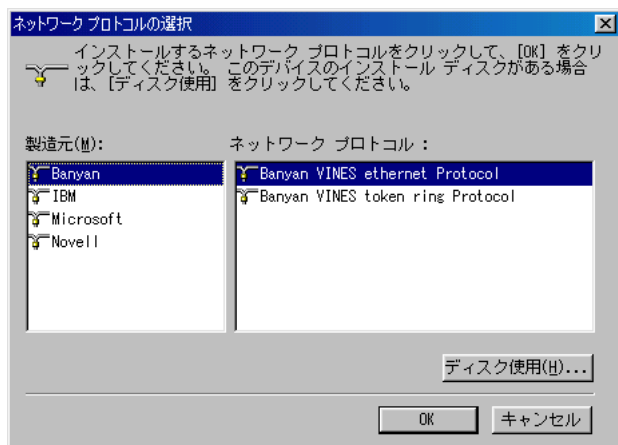 ネットワーク プロトコルの選択
インストールするネットワーク プロトコルをクリックして、[OK] をクリ
ックしてください。 このデバイスのインストール ディスクがある場合
は、[ディスク使用] をクリックしてください。
製造元(M):
ネットワーク プロトコル :
Banyan
IBM
Microsoft
Novell
Banyan VINES ethernet Protocol
Banyan VINES token ring Protocol
ディスク使用(H)...
OK
キャンセル